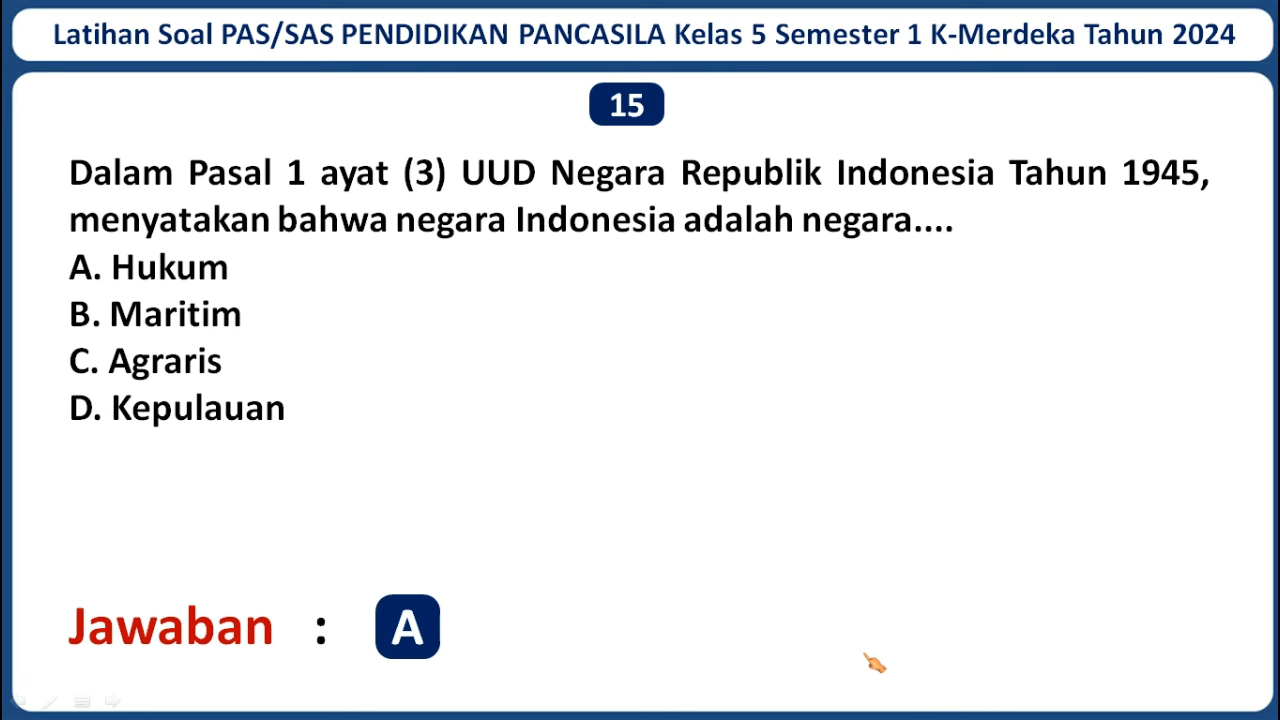 Latihan Soal PAS/SAS PENDIDIKAN PANCASILA Kelas 5 Semester 1 K-Merdeka Tahun 2024
15
Dalam Pasal 1 ayat (3) UUD Negara Republik Indonesia Tahun 1945,
menyatakan bahwa negara Indonesia adalah negara....
A. Hukum
B. Maritim
C. Agraris
D. Kepulauan
Jawaban : A